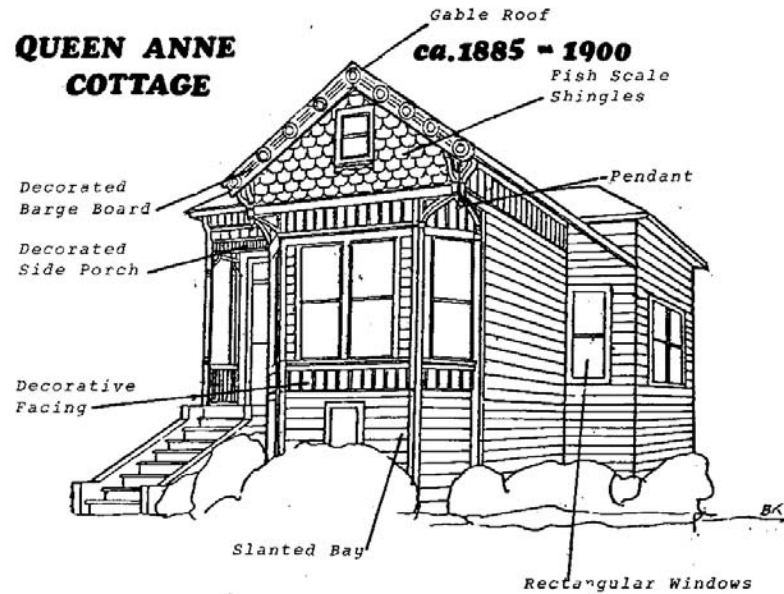 Gable Roof
QUEEN ANNE
COTTAGE
ca.1885 - 1900
Fish Scale
Shingles
Decorated
Barge Board
Pendant
Decorated
Side Porch
Decorative
Facing
Slanted Bay
BK
Rectangular Windows